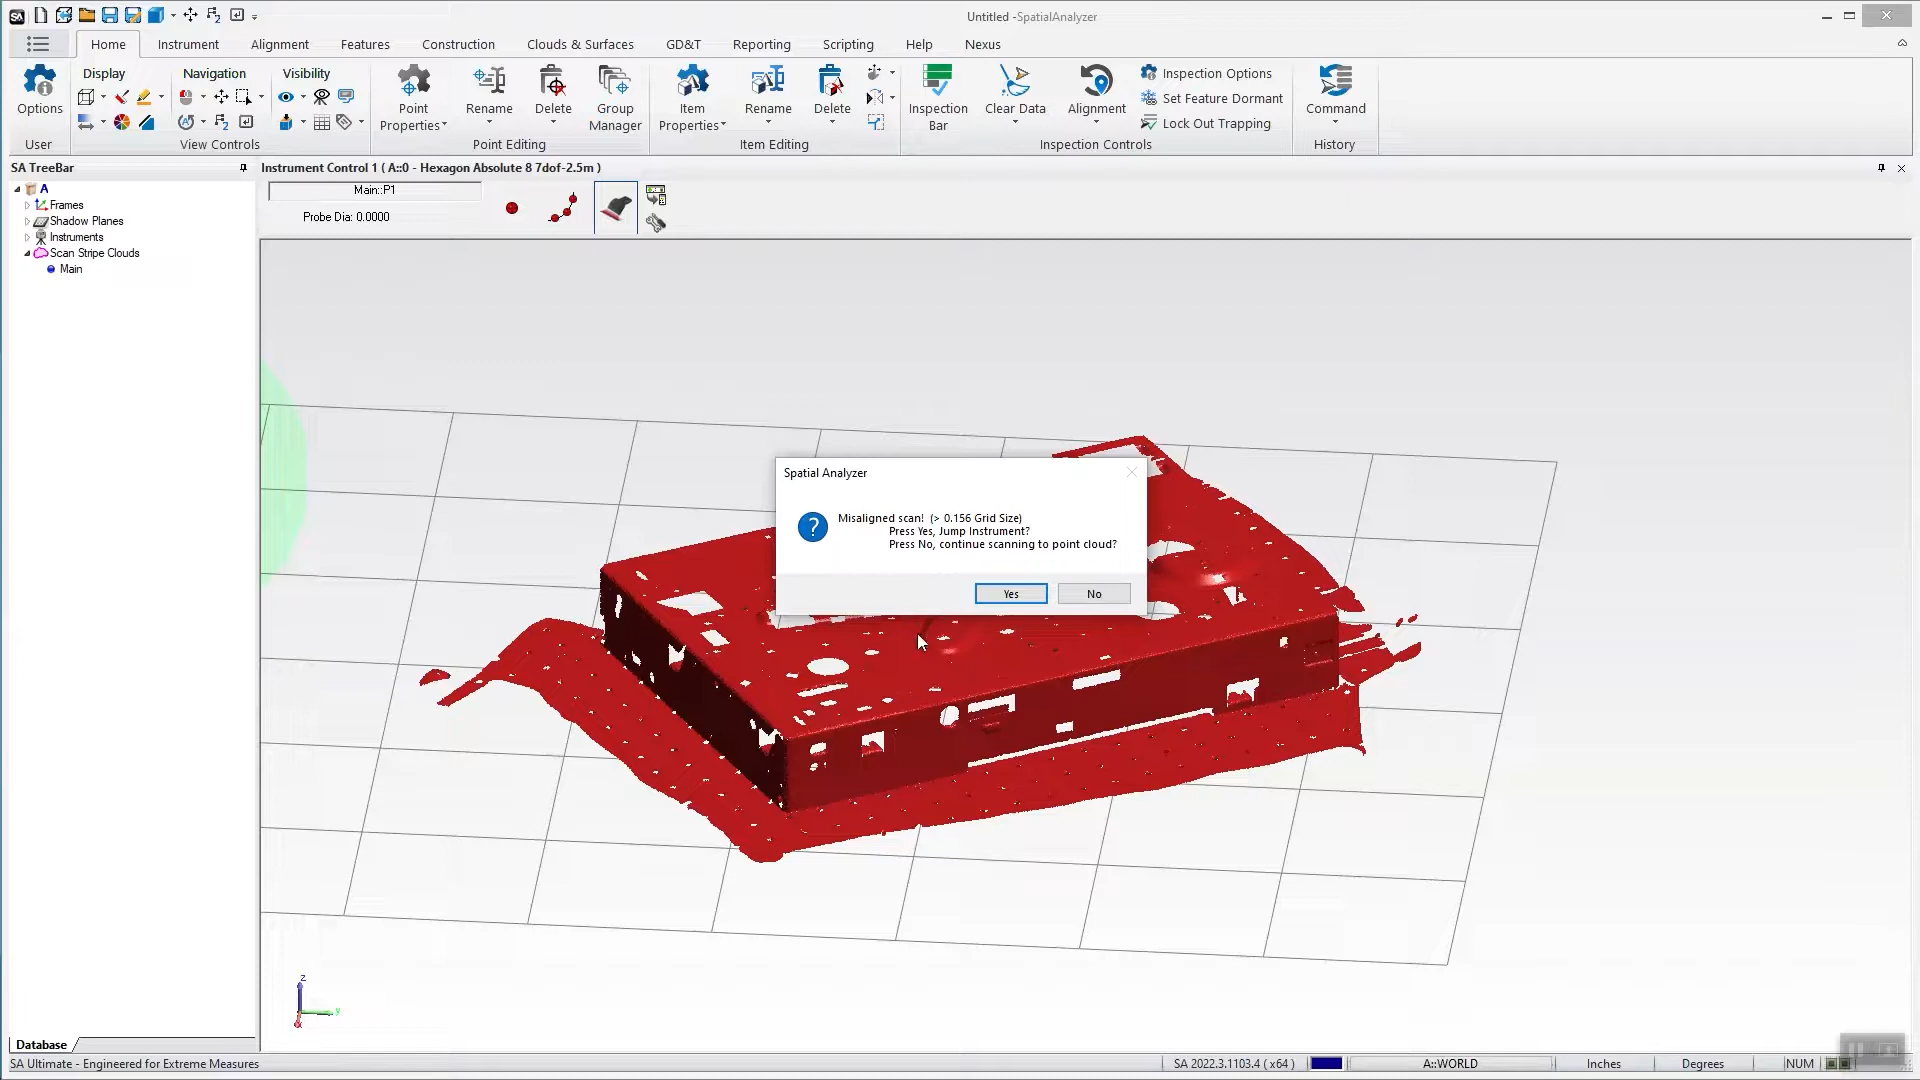 SA
Untitled -SpatialAnalyzer
Home
Instrument
Alignment
Features
Construction
Clouds & Surfaces
GD&T
Reporting
Scripting
Help
Nexus
Options
User
Display
Navigation
Visibility
View Controls
Point
Properties
Rename
Delete
Group
Manager
Point Editing
Item
Properties
Rename
Delete
Item Editing
Inspection
Bar
Clear Data
Alignment
Inspection Options
Set Feature Dormant
Lock Out Trapping
Inspection Controls
Command
History
SA TreeBar
A
Frames
Shadow Planes
Instruments
Scan Stripe Clouds
Main
Instrument Control 1 ( A::0 - Hexagon Absolute 8 7dof-2.5m )
Main::P1
Probe Dia: 0.0000
Spatial Analyzer
Misaligned scan!  (> 0.156 Grid Size)
Press Yes, Jump Instrument?
Press No, continue scanning to point cloud?
Yes
No
z
y
x
Database
SA Ultimate - Engineered for Extreme Measures
SA 2022.3.1103.4 ( x64 )
A::WORLD
Inches
Degrees
NUM